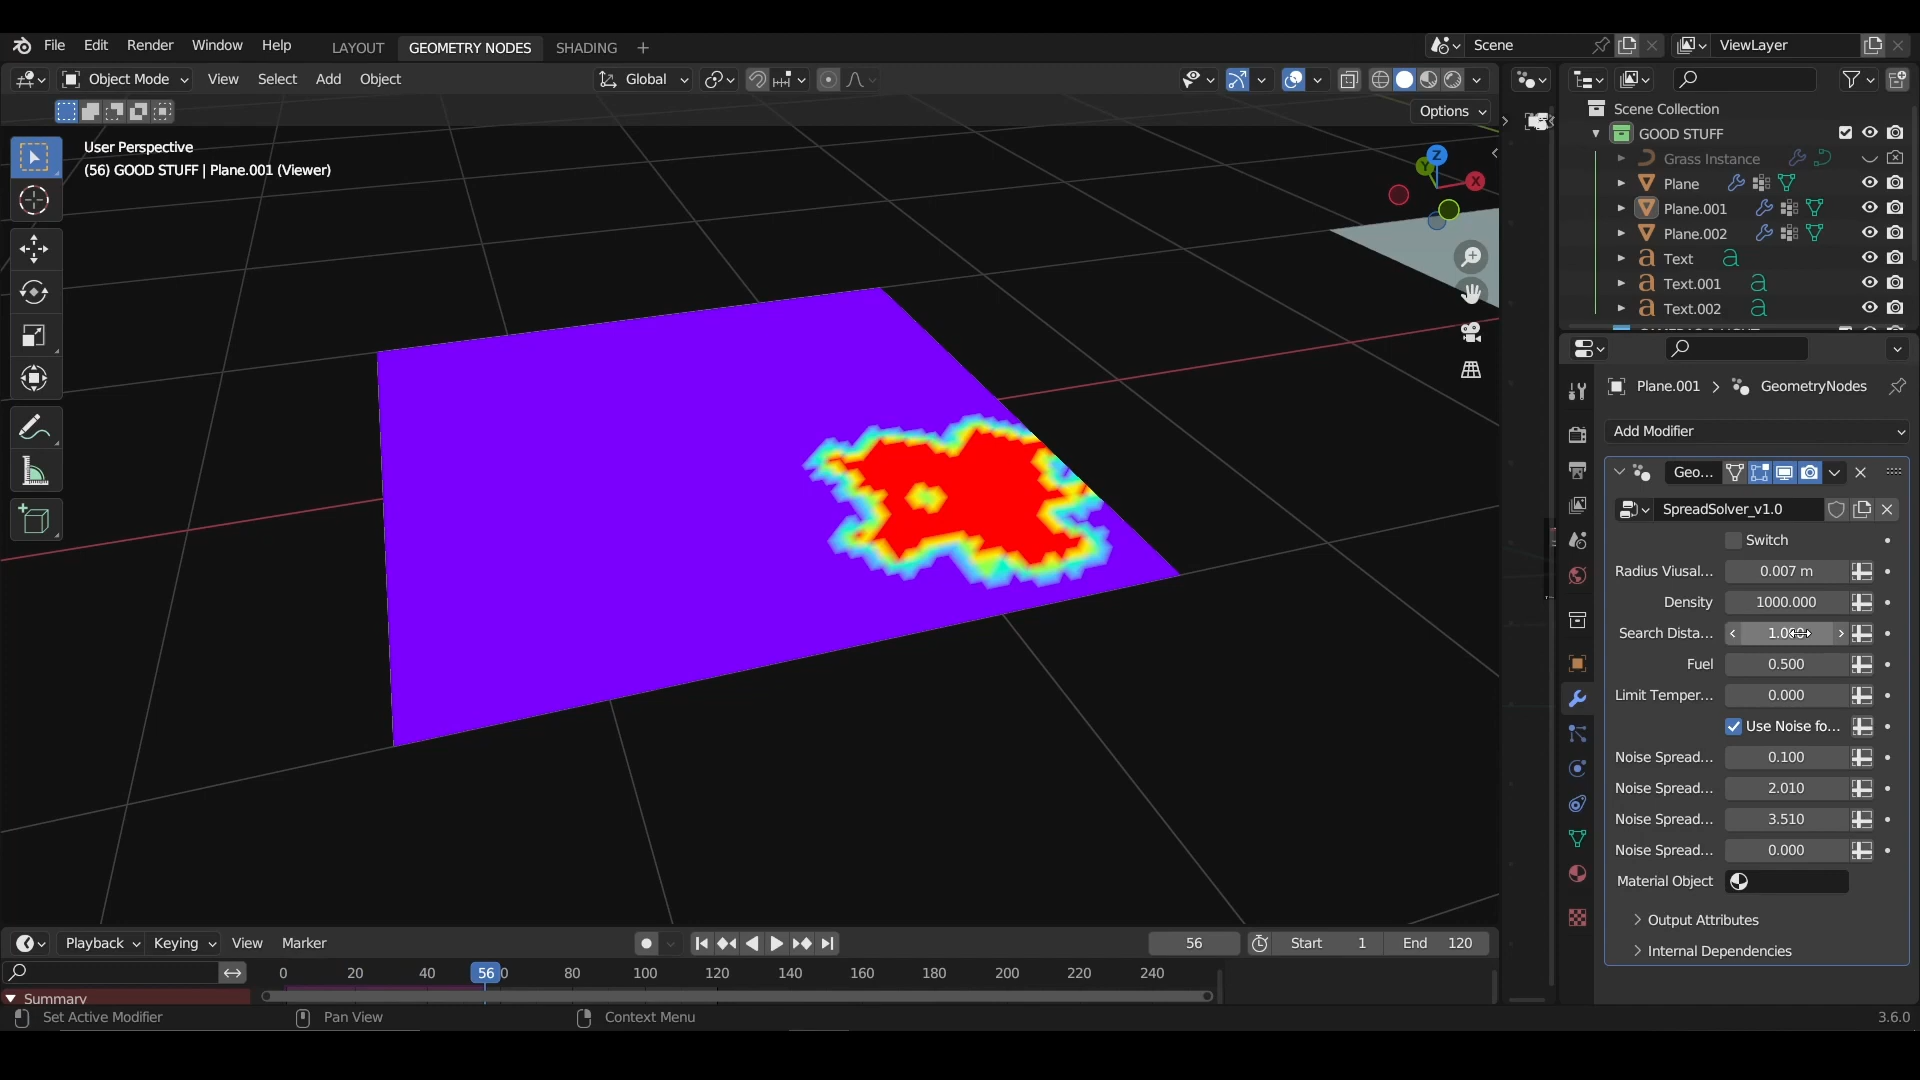 File Edit Render Window Help LAYOUT GEOMETRY NODES SHADING + Scene ViewLayer
Object Mode View Select Add Object Global
Options
User Perspective
(56) GOOD STUFF | Plane.001 (Viewer)
Z
Y
X
Scene Collection
GOOD STUFF
Grass Instance
Plane
Plane.001
Plane.002
a Text a
a Text.001 a
a Text.002 a
Plane.001 > GeometryNodes
Add Modifier
Geo...
SpreadSolver_v1.0
Switch
Radius Viusal... 0.007 m
Density 1000.000
Search Dista...
Fuel 0.500
Limit Temper... 0.000
Use Noise fo...
Noise Spread... 0.100
Noise Spread... 2.010
Noise Spread... 3.510
Noise Spread... 0.000
Material Object
Output Attributes
Internal Dependencies
Playback Keying View Marker 56 Start 1 End 120
0 20 40 56 80 100 120 140 160 180 200 220 240
Summary
Set Active Modifier Pan View Context Menu 3.6.0